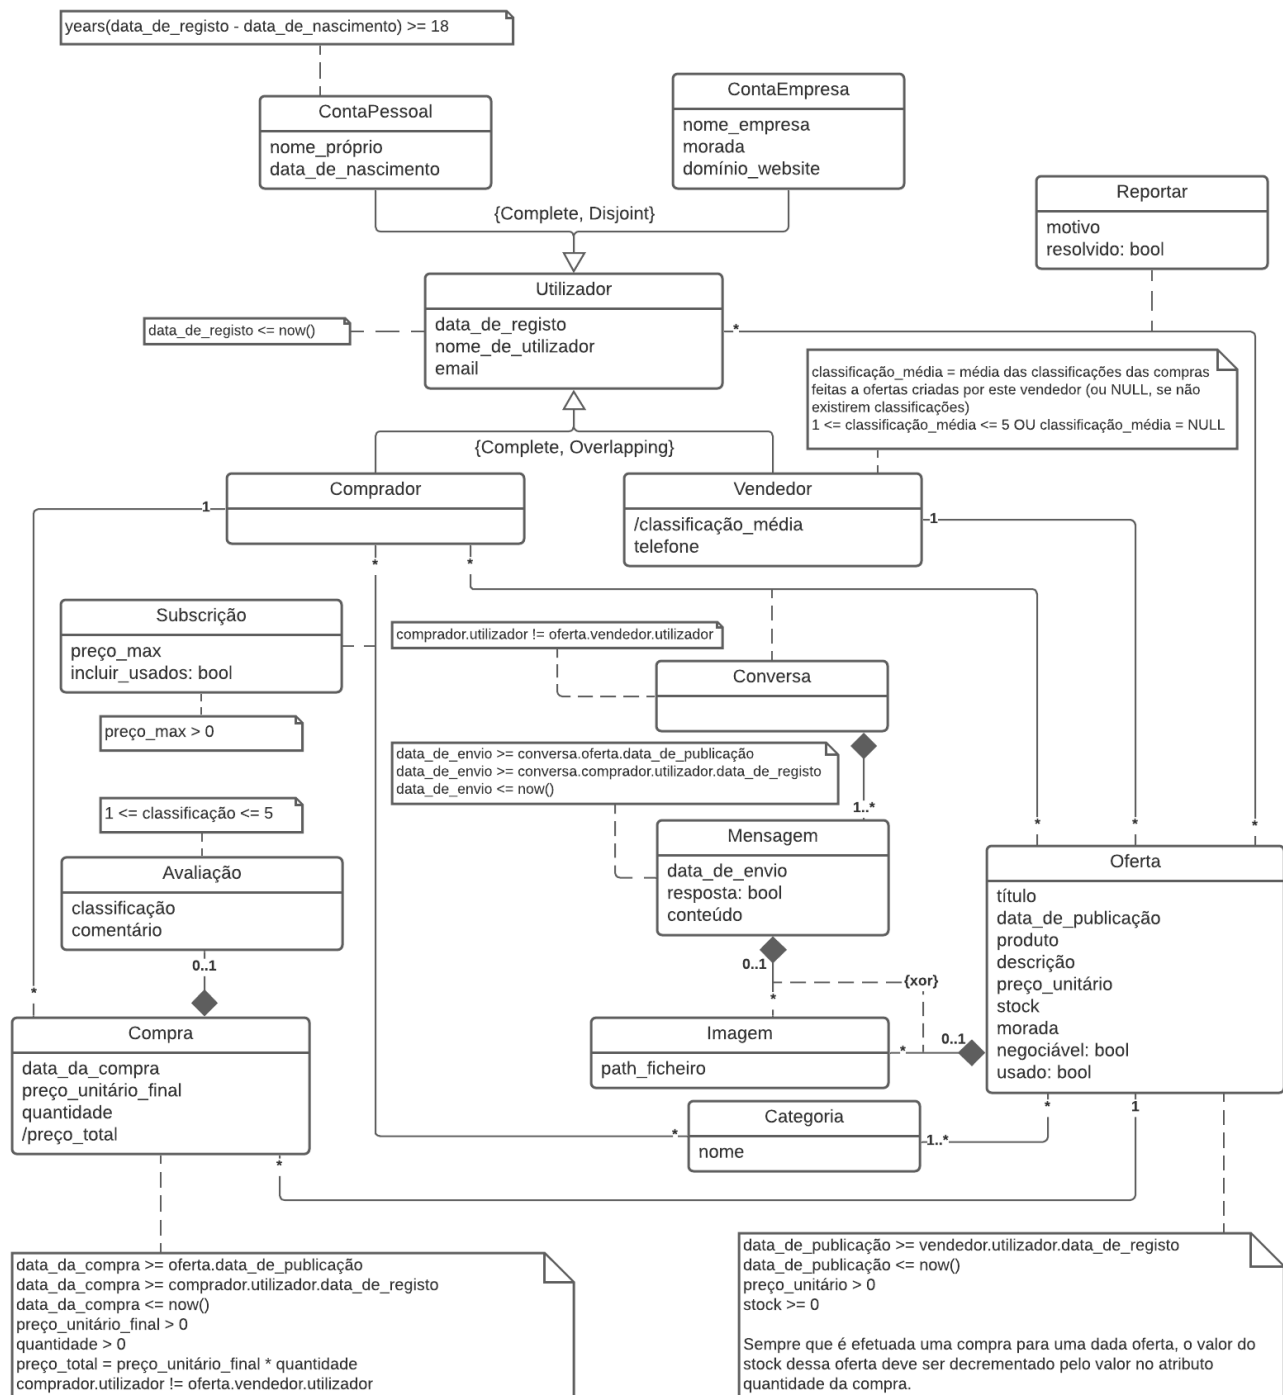 years(data_de_registo - data_de_nascimento) >= 18
ContaPessoal
nome_próprio
data_de_nascimento
ContaEmpresa
nome_empresa
morada
domínio_website
{Complete, Disjoint}
Reportar
motivo
resolvido: bool
Utilizador
data_de_registo
nome_de_utilizador
email
data_de_registo <= now()
*
classificação_média = média das classificações das compras
feitas a ofertas criadas por este vendedor (ou NULL, se não
existirem classificações)
1 <= classificação_média <= 5 OU classificação_média = NULL
{Complete, Overlapping}
Comprador
1
Vendedor
/classificação_média
telefone
1
*
*
Subscrição
preço_max
incluir_usados: bool
comprador.utilizador != oferta.vendedor.utilizador
Conversa
preço_max > 0
data_de_envio >= conversa.oferta.data_de_publicação
data_de_envio >= conversa.comprador.utilizador.data_de_registo
data_de_envio <= now()
1..*
1 <= classificação <= 5
Mensagem
data_de_envio
resposta: bool
conteúdo
*
*
*
Avaliação
classificação
comentário
Oferta
título
data_de_publicação
produto
descrição
preço_unitário
stock
morada
negociável: bool
usado: bool
0..1
0..1
{xor}
*
*
Compra
data_da_compra
preço_unitário_final
quantidade
/preço_total
Imagem
path_ficheiro
*
0..1
Categoria
nome
*
1..*
*
1
*
data_da_compra >= oferta.data_de_publicação
data_da_compra >= comprador.utilizador.data_de_registo
data_da_compra <= now()
preço_unitário_final > 0
quantidade > 0
preço_total = preço_unitário_final * quantidade
comprador.utilizador != oferta.vendedor.utilizador
data_de_publicação >= vendedor.utilizador.data_de_registo
data_de_publicação <= now()
preço_unitário > 0
stock >= 0
Sempre que é efetuada uma compra para uma dada oferta, o valor do
stock dessa oferta deve ser decrementado pelo valor no atributo
quantidade da compra.